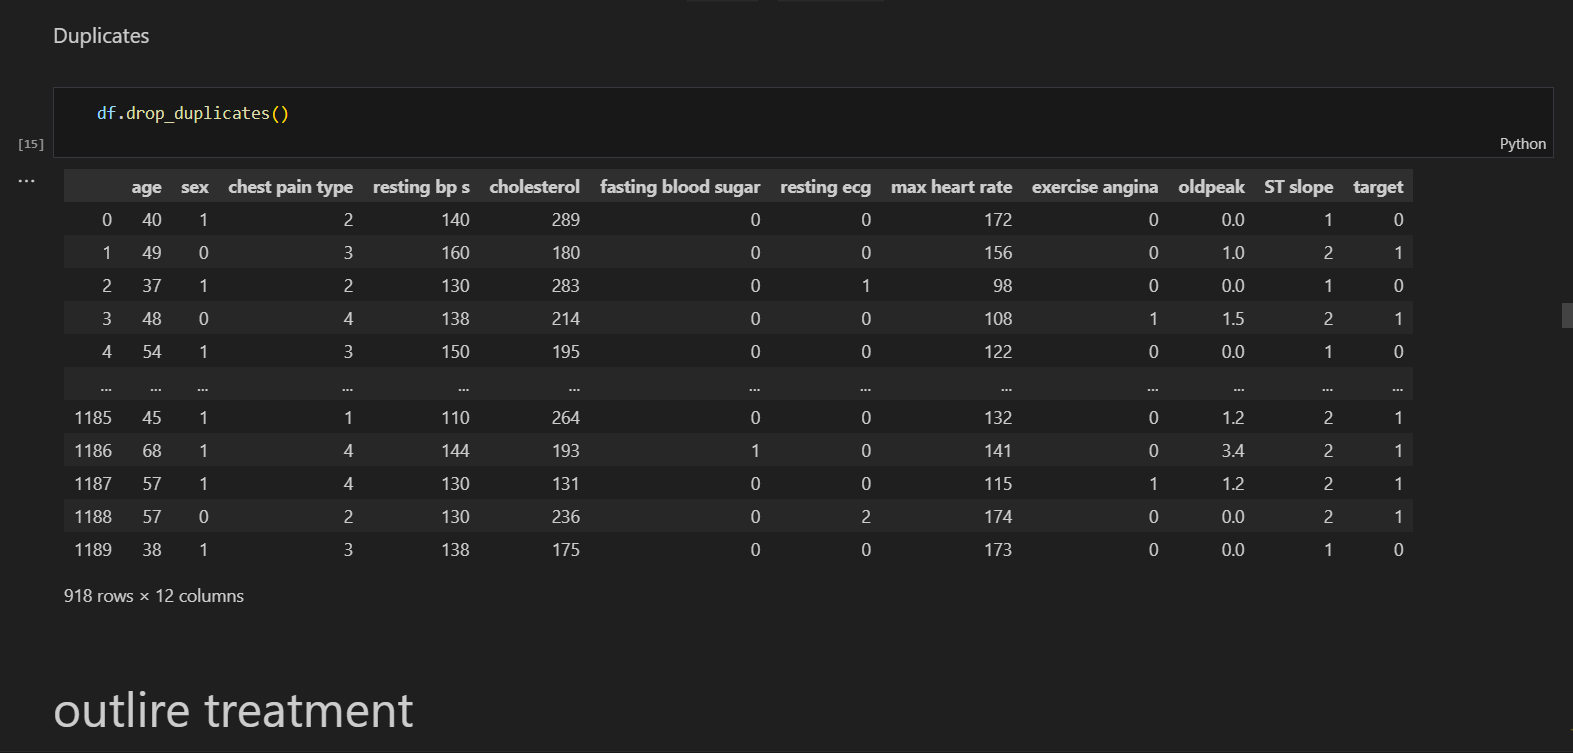 Duplicates
df.drop_duplicates()
[15]
Python
...
age sex chest pain type resting bp s cholesterol fasting blood sugar resting ecg max heart rate exercise angina oldpeak ST slope target
0 40 1 2 140 289 0 0 172 0 0.0 1 0
1 49 0 3 160 180 0 0 156 0 1.0 2 1
2 37 1 2 130 283 0 1 98 0 0.0 1 0
3 48 0 4 138 214 0 0 108 1 1.5 2 1
4 54 1 3 150 195 0 0 122 0 0.0 1 0
... ... ... ... ... ... ... ... ... ... ... ... ...
1185 45 1 1 110 264 0 0 132 0 1.2 2 1
1186 68 1 4 144 193 1 0 141 0 3.4 2 1
1187 57 1 4 130 131 0 0 115 1 1.2 2 1
1188 57 0 2 130 236 0 2 174 0 0.0 2 1
1189 38 1 3 138 175 0 0 173 0 0.0 1 0
918 rows × 12 columns
outlire treatment